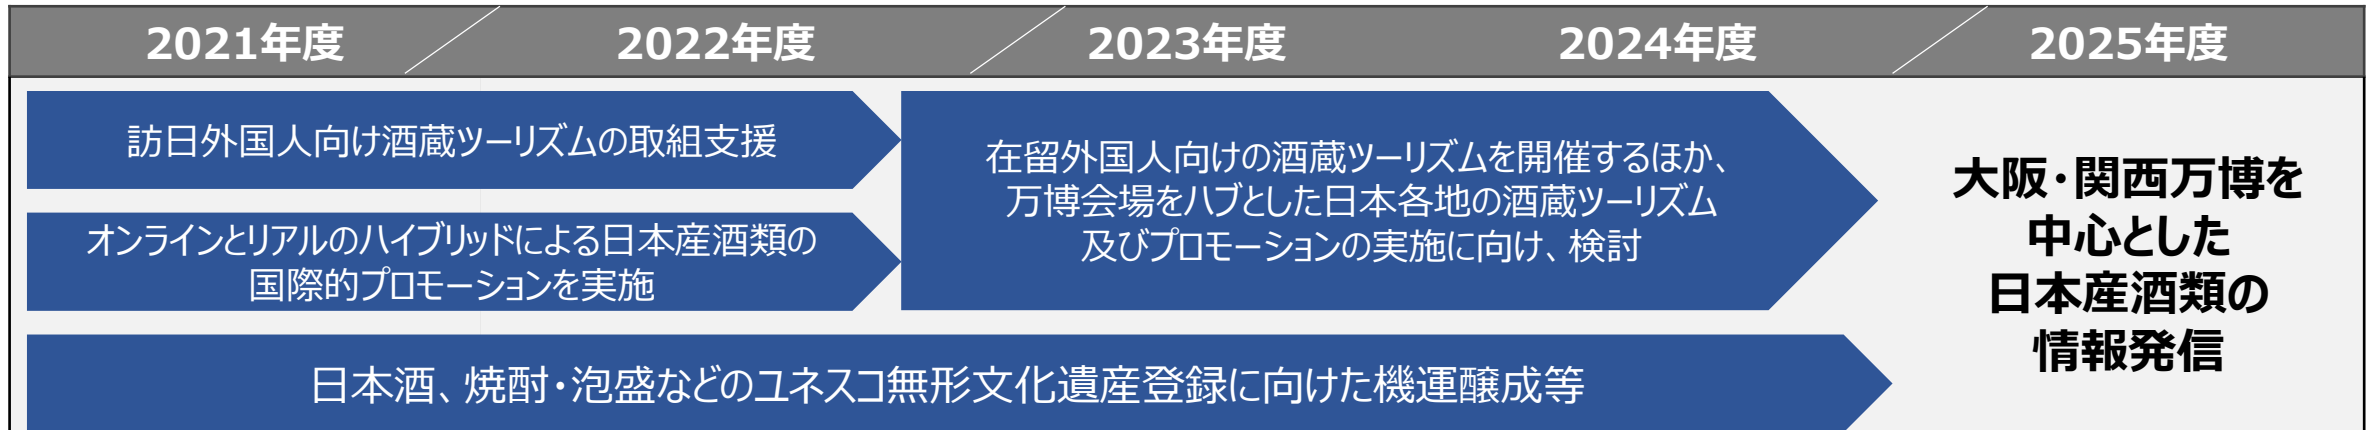 2021年度
2022年度
2023年度
2024年度
2025年度
訪日外国人向け酒蔵ツーリズムの取組支援
オンラインとリアルのハイブリッドによる日本産酒類の
国際的プロモーションを実施
在留外国人向けの酒蔵ツーリズムを開催するほか、
万博会場をハブとした日本各地の酒蔵ツーリズム
及びプロモーションの実施に向け、検討
日本酒、焼酎・泡盛などのユネスコ無形文化遺産登録に向けた機運醸成等
大阪・関西万博を
中心とした
日本産酒類の
情報発信